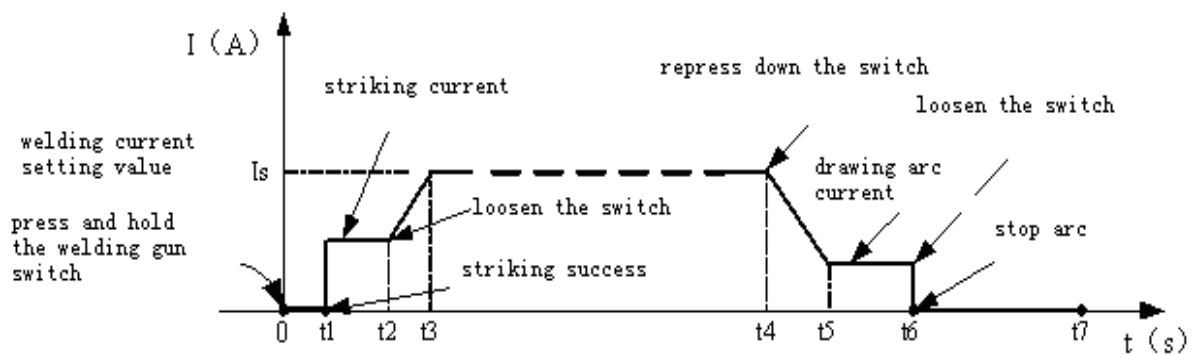 I (A)
repress down the switch
striking current
loosen the switch
welding current
setting value
Is
drawing arc
current
press and hold
the welding gun
switch
loosen the switch
stop arc
striking success
0
t1
t2
t3
t4
t5
t6
t7
t (s)